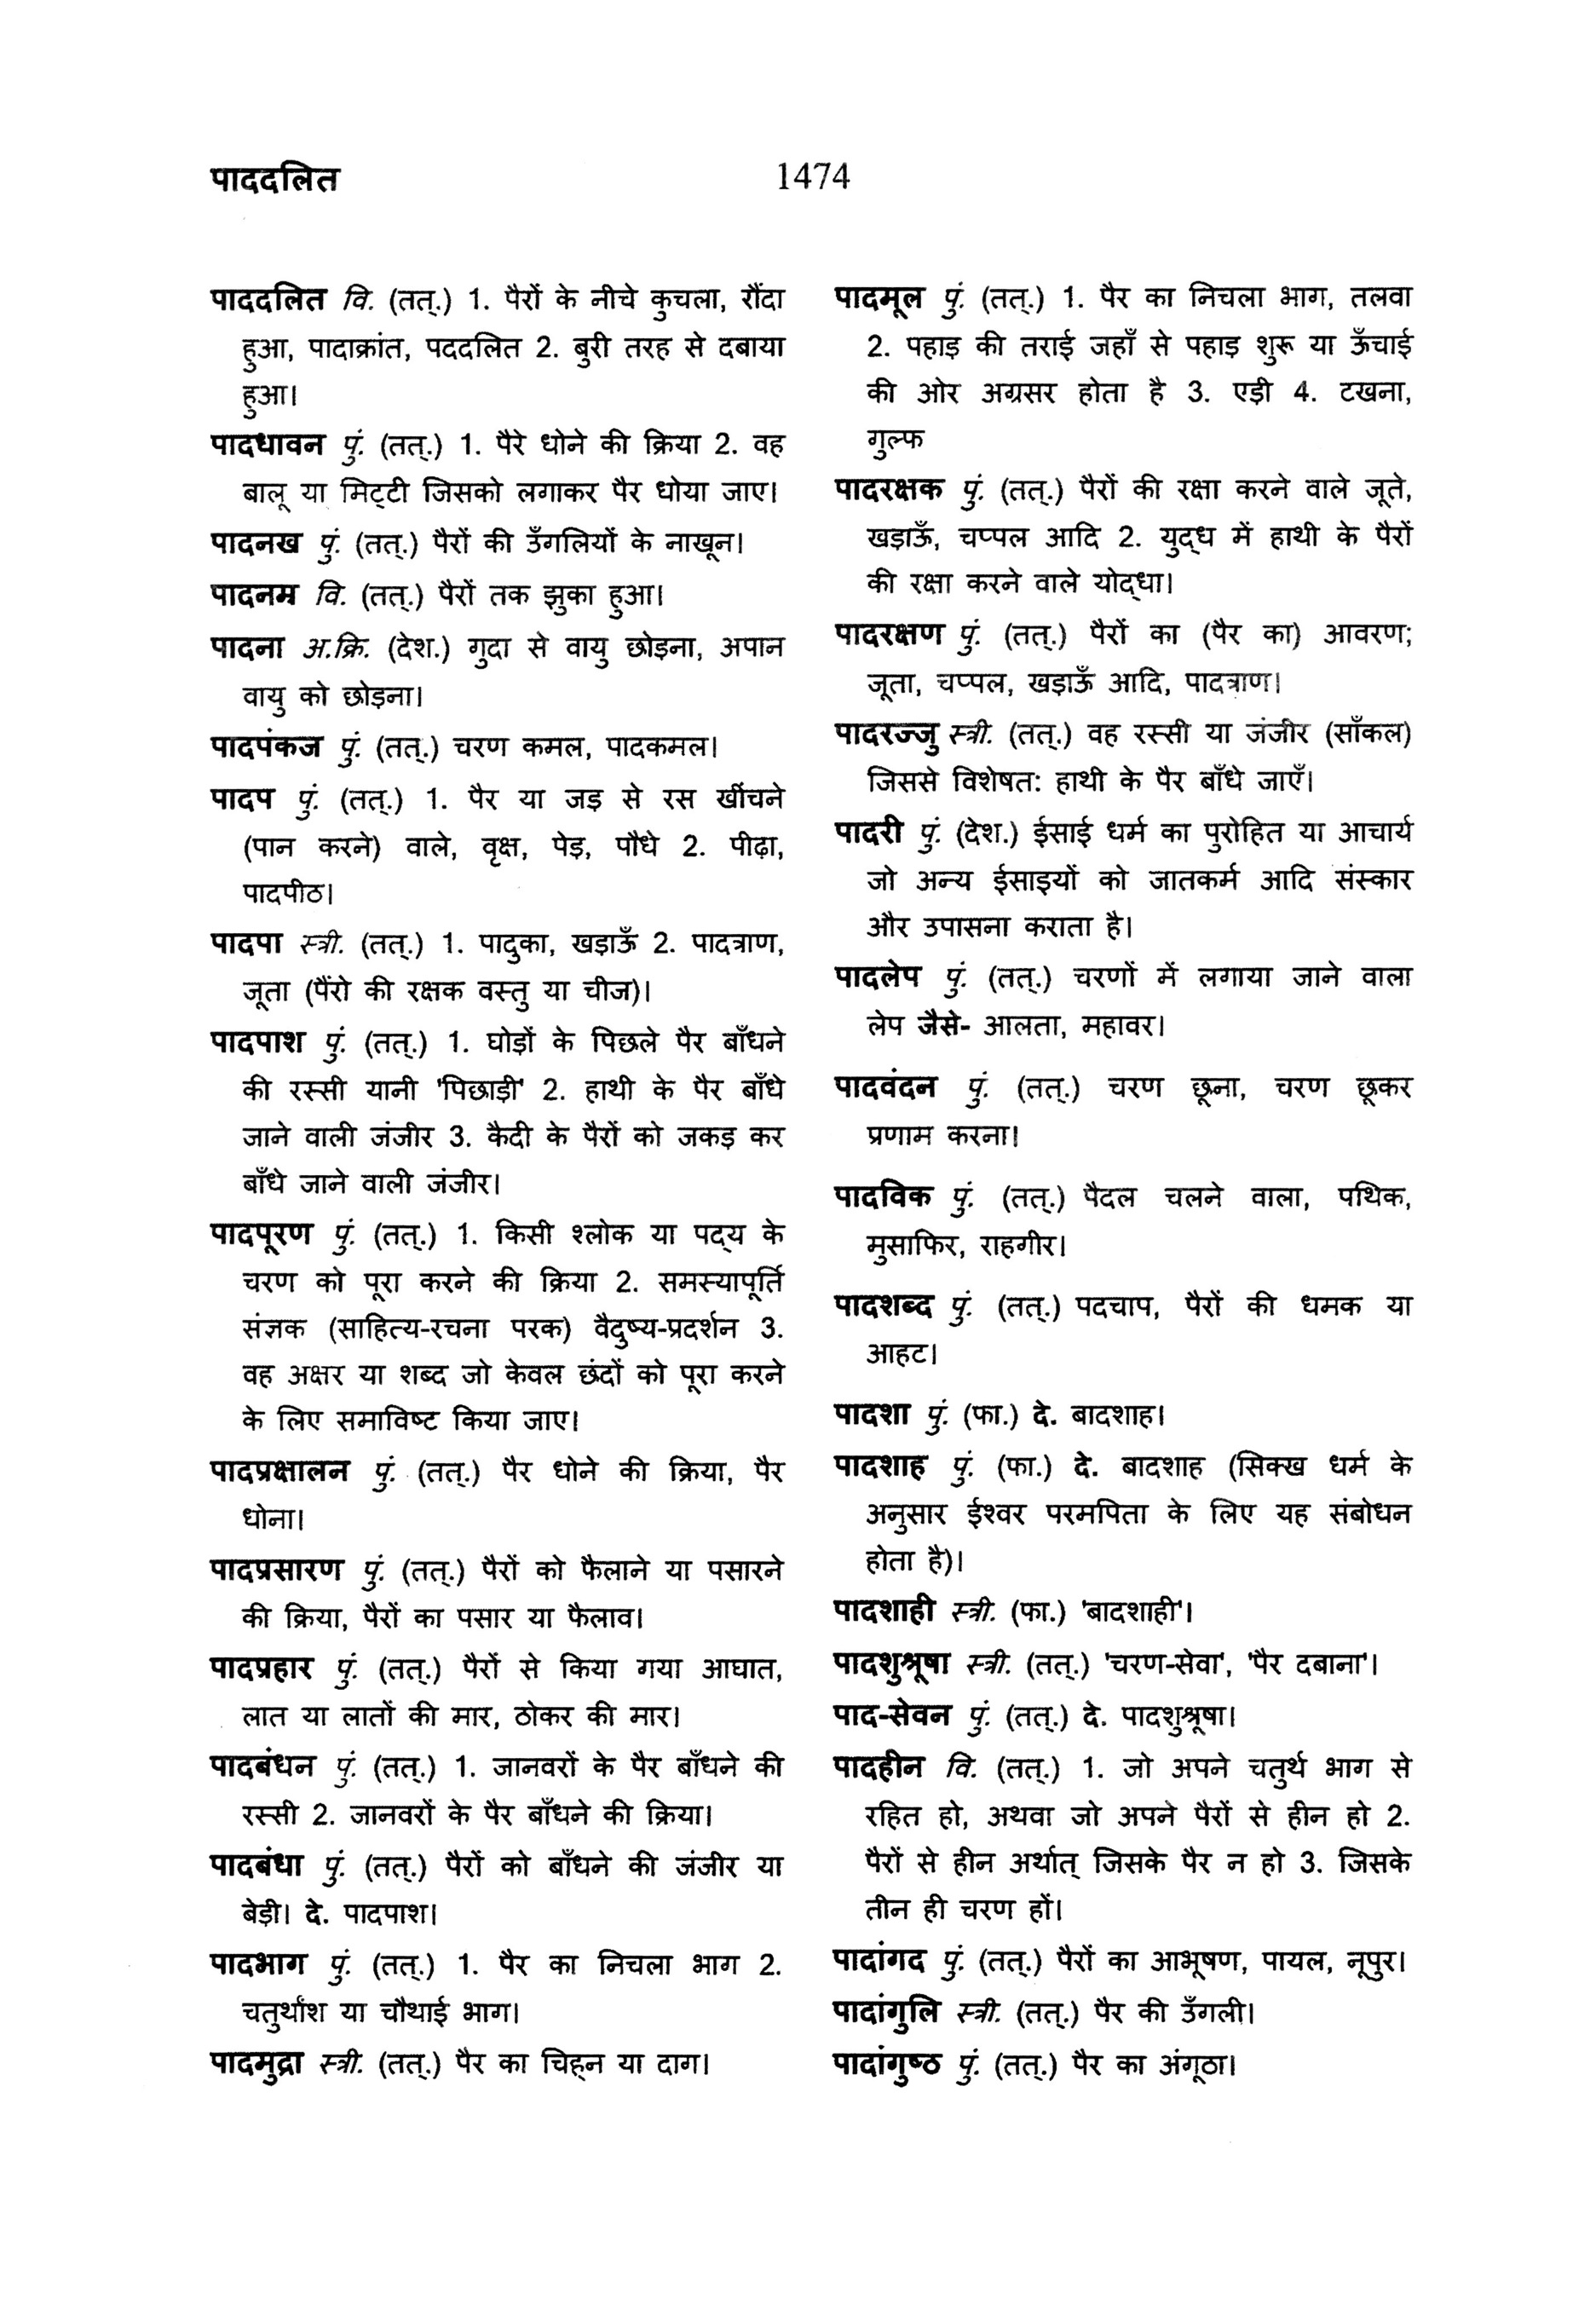 पाददलित
1474
पाददलित वि. (तत्.) 1. पैरों के नीचे कुचला, रौंदा
हुआ, पादाक्रांत, पददलित 2. बुरी तरह से दबाया
हुआ।
पादधावन पुं. (तत्.) 1. पैरे धोने की क्रिया 2. वह
बालू या मिट्‌टी जिसको लगाकर पैर धोया जाए।
पादनख पुं. (तत्.) पैरों की उँगलियों के नाखून।
पादनम्र वि. (तत्.) पैरों तक झुका हुआ।
पादना अ.क्रि. (देश.) गुदा से वायु छोड़ना, अपान
वायु को छोड़ना।
पादपंकज पुं. (तत्.) चरण कमल, पादकमल।
पादप पुं. (तत्.) 1. पैर या जड़ से रस खींचने
(पान करने) वाले, वृक्ष, पेड़, पौधे 2. पीढ़ा,
पादपीठ।
पादपा स्त्री. (तत्.) 1. पादुका, खड़ाऊँ 2. पादत्राण,
जूता (पैंरो की रक्षक वस्तु या चीज)।
पादपाश पुं. (तत्.) 1. घोड़ों के पिछले पैर बाँधने
की रस्सी यानी 'पिछाड़ी' 2. हाथी के पैर बाँधे
जाने वाली जंजीर 3. कैदी के पैरों को जकड़ कर
बाँधे जाने वाली जंजीर।
पादपूरण पुं. (तत्.) 1. किसी श्लोक या पद्‌य के
चरण को पूरा करने की क्रिया 2. समस्यापूर्ति
संज्ञक (साहित्य-रचना परक) वैदुष्य-प्रदर्शन 3.
वह अक्षर या शब्द जो केवल छंदों को पूरा करने
के लिए समाविष्ट किया जाए।
पादप्रक्षालन पुं. (तत्.) पैर धोने की क्रिया, पैर
धोना।
पादप्रसारण पुं. (तत्.) पैरों को फैलाने या पसारने
की क्रिया, पैरों का पसार या फैलाव।
पादप्रहार पुं. (तत्.) पैरों से किया गया आघात,
लात या लातों की मार, ठोकर की मार।
पादबंधन पुं. (तत्.) 1. जानवरों के पैर बाँधने की
रस्सी 2. जानवरों के पैर बाँधने की क्रिया।
पादबंधा पुं. (तत्.) पैरों को बाँधने की जंजीर या
बेड़ी। दे. पादपाश।
पादभाग पुं. (तत्.) 1. पैर का निचला भाग 2.
चतुर्थांश या चौथाई भाग।
पादमुद्रा स्त्री. (तत्.) पैर का चिह्‌न या दाग।
पादमूल पुं. (तत्.) 1. पैर का निचला भाग, तलवा
2. पहाड़ की तराई जहाँ से पहाड़ शुरू या ऊँचाई
की ओर अग्रसर होता है 3. एड़ी 4. टखना,
गुल्फ
पादरक्षक पुं. (तत्.) पैरों की रक्षा करने वाले जूते,
खड़ाऊँ, चप्पल आदि 2. युद्‌ध में हाथी के पैरों
की रक्षा करने वाले योद्‌धा।
पादरक्षण पुं. (तत्.) पैरों का (पैर का) आवरण;
जूता, चप्पल, खड़ाऊँ आदि, पादत्राण।
पादरज्जु स्त्री. (तत्.) वह रस्सी या जंजीर (साँकल)
जिससे विशेषत: हाथी के पैर बाँधे जाएँ।
पादरी पुं. (देश.) ईसाई धर्म का पुरोहित या आचार्य
जो अन्य ईसाइयों को जातकर्म आदि संस्कार
और उपासना कराता है।
पादलेप पुं. (तत्.) चरणों में लगाया जाने वाला
लेप जैसे- आलता, महावर।
पादवंदन पुं. (तत्.) चरण छूना, चरण छूकर
प्रणाम करना।
पादविक पुं. (तत्.) पैदल चलने वाला, पथिक,
मुसाफिर, राहगीर।
पादशब्द पुं. (तत्.) पदचाप, पैरों की धमक या
आहट।
पादशा पुं. (फा.) दे. बादशाह।
पादशाह पुं. (फा.) दे. बादशाह (सिक्ख धर्म के
अनुसार ईश्वर परमपिता के लिए यह संबोधन
होता है)।
पादशाही स्त्री. (फा.) 'बादशाही'।
पादशुश्रूषा स्त्री. (तत्.) 'चरण-सेवा', 'पैर दबाना'।
पाद-सेवन पुं. (तत्.) दे. पादशुश्रूषा।
पादहीन वि. (तत्.) 1. जो अपने चतुर्थ भाग से
रहित हो, अथवा जो अपने पैरों से हीन हो 2.
पैरों से हीन अर्थात् जिसके पैर न हो 3. जिसके
तीन ही चरण हों।
पादांगद पुं. (तत्.) पैरों का आभूषण, पायल, नूपुर।
पादांगुलि स्त्री. (तत्.) पैर की उँगली।
पादांगुष्ठ पुं. (तत्.) पैर का अंगूठा।